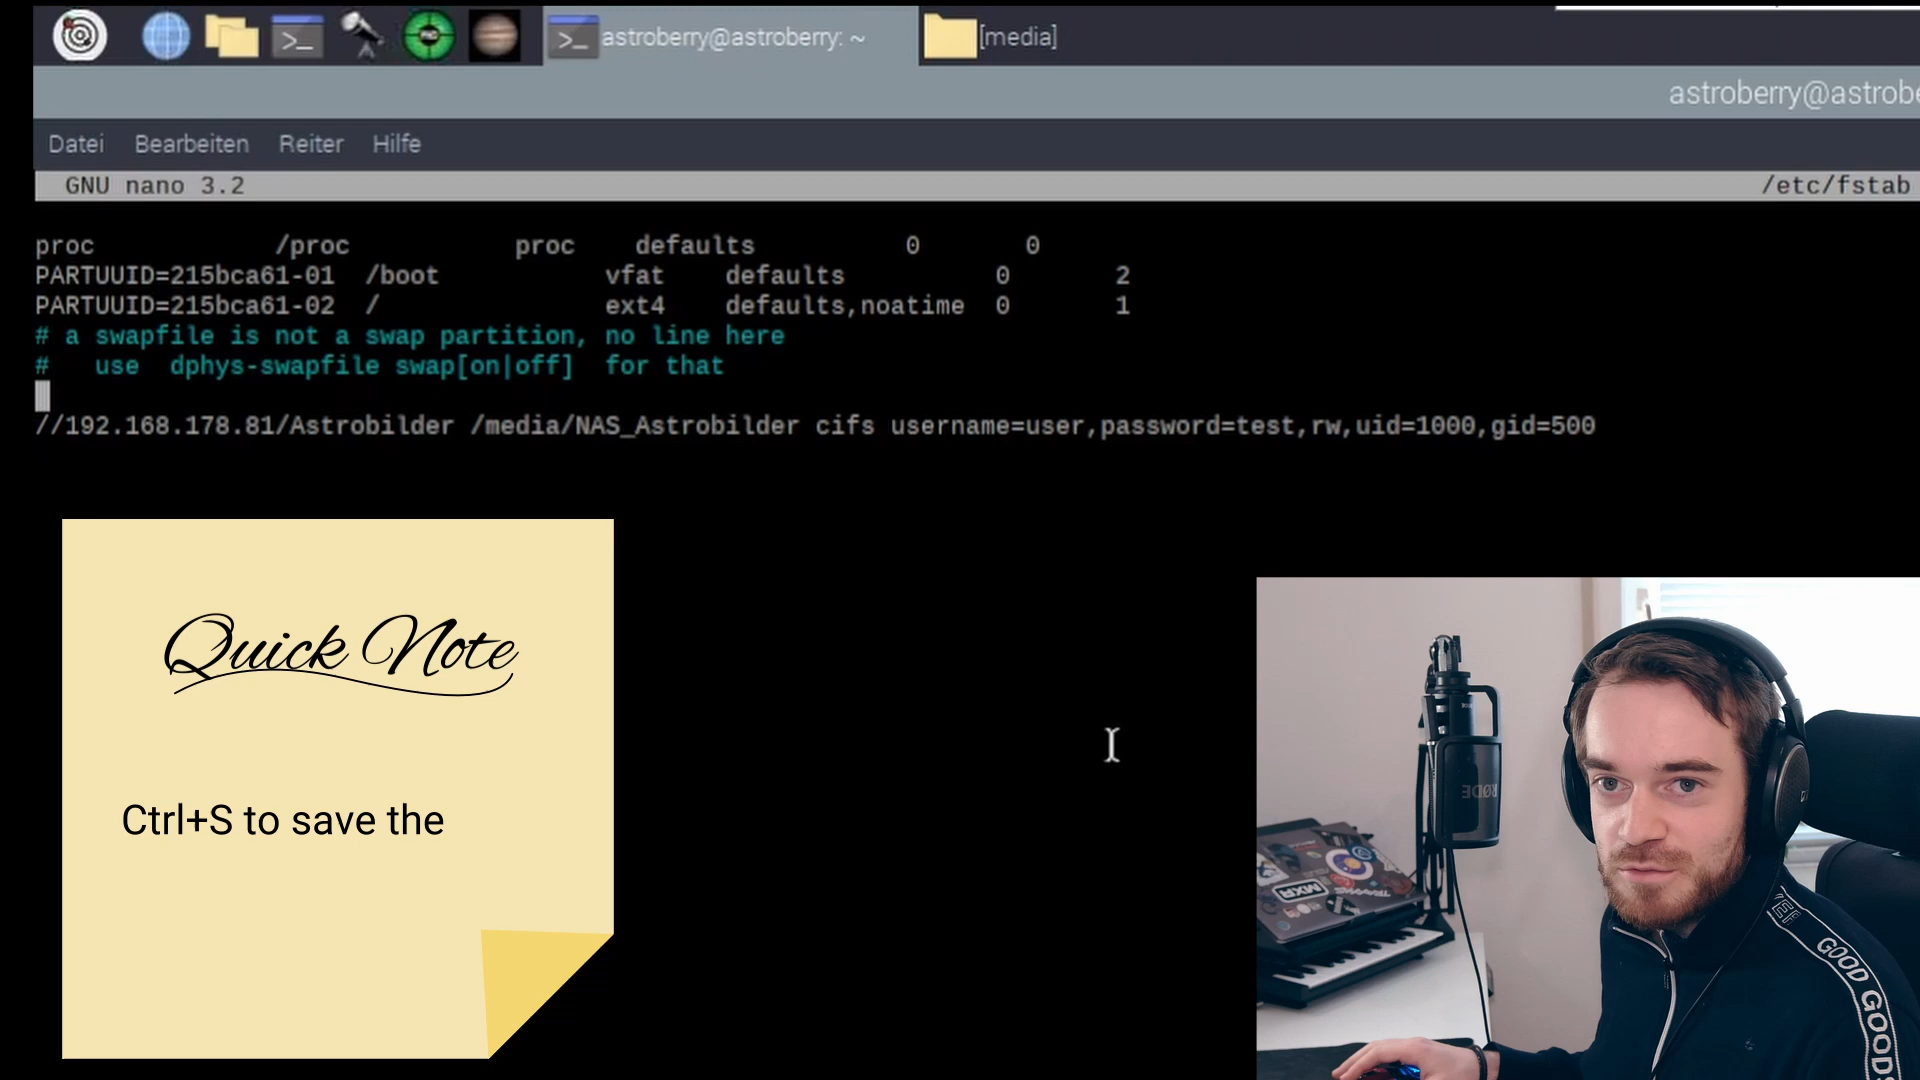 astroberry@astroberry: ~ [media]
astroberry@astrobe
Datei Bearbeiten Reiter Hilfe
GNU nano 3.2 /etc/fstab
proc /proc proc defaults 0 0
PARTUUID=215bca61-01 /boot vfat defaults 0 2
PARTUUID=215bca61-02 / ext4 defaults,noatime 0 1
# a swapfile is not a swap partition, no line here
# use dphys-swapfile swap[on|off] for that
//192.168.178.81/Astrobilder /media/NAS_Astrobilder cifs username=user,password=test,rw,uid=1000,gid=500
Quick Note
Ctrl+S to save the
RØDE
MXR
GOOD GOOD